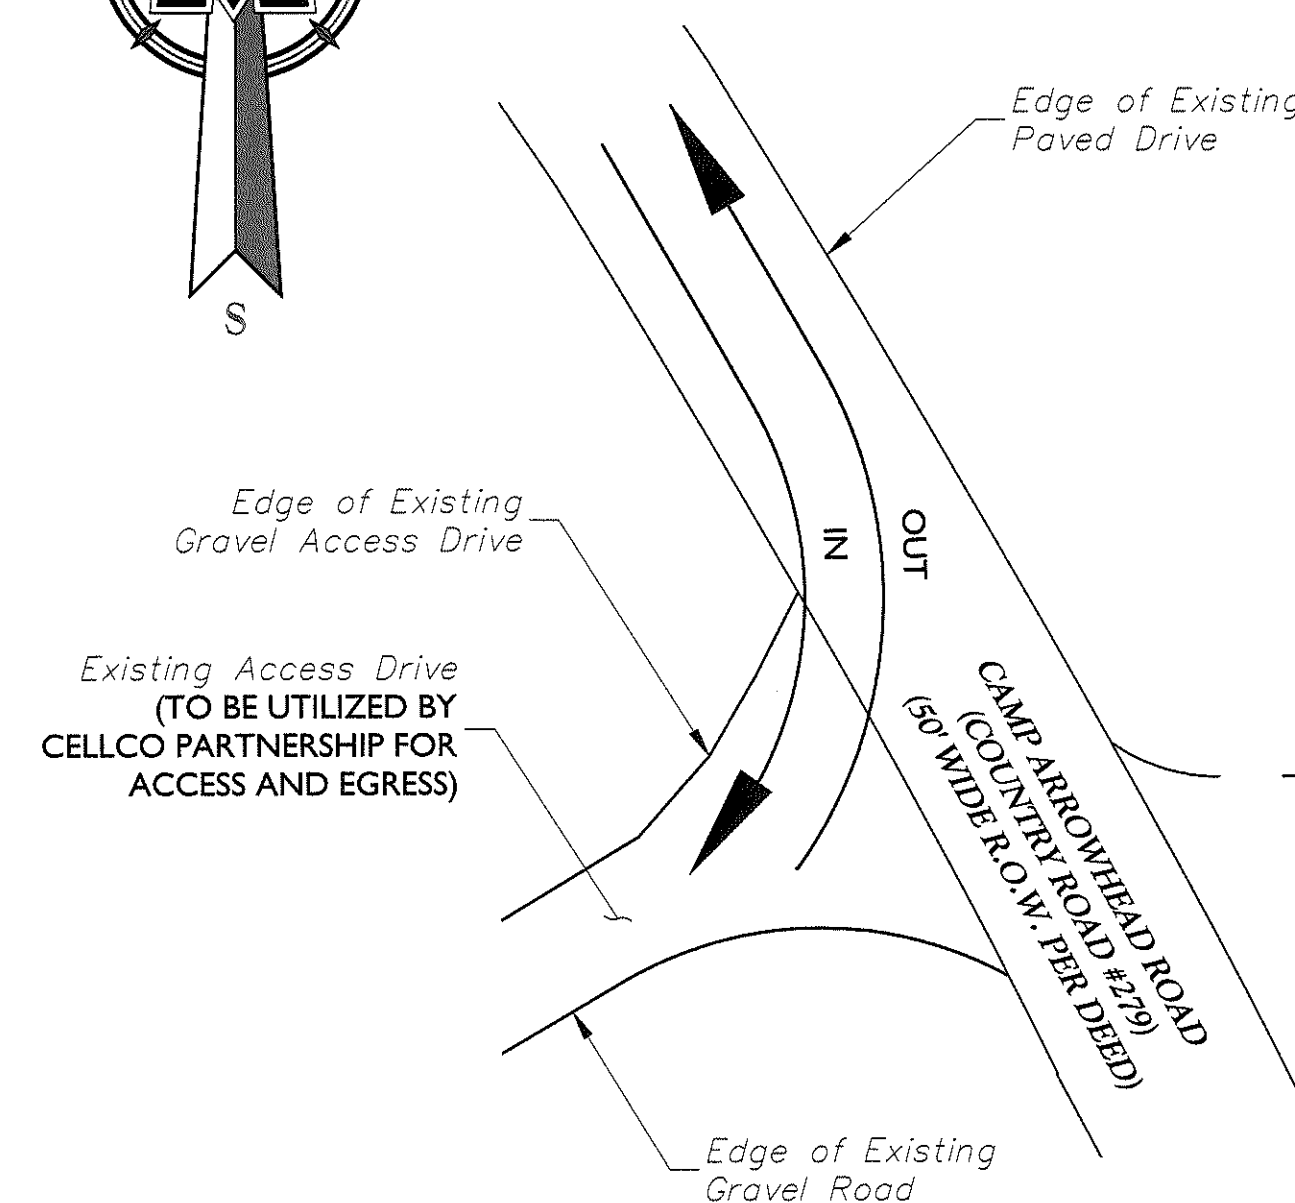 Edge of Existing
Paved Drive
S
Edge of Existing
Gravel Access Drive
IN
OUT
Existing Access Drive
(TO BE UTILIZED BY
CELLCO PARTNERSHIP FOR
ACCESS AND EGRESS)
CAMP ARROWHEAD ROAD
(COUNTRY ROAD #279)
(50' WIDE R.O.W. PER DEED)
Edge of Existing
Gravel Road